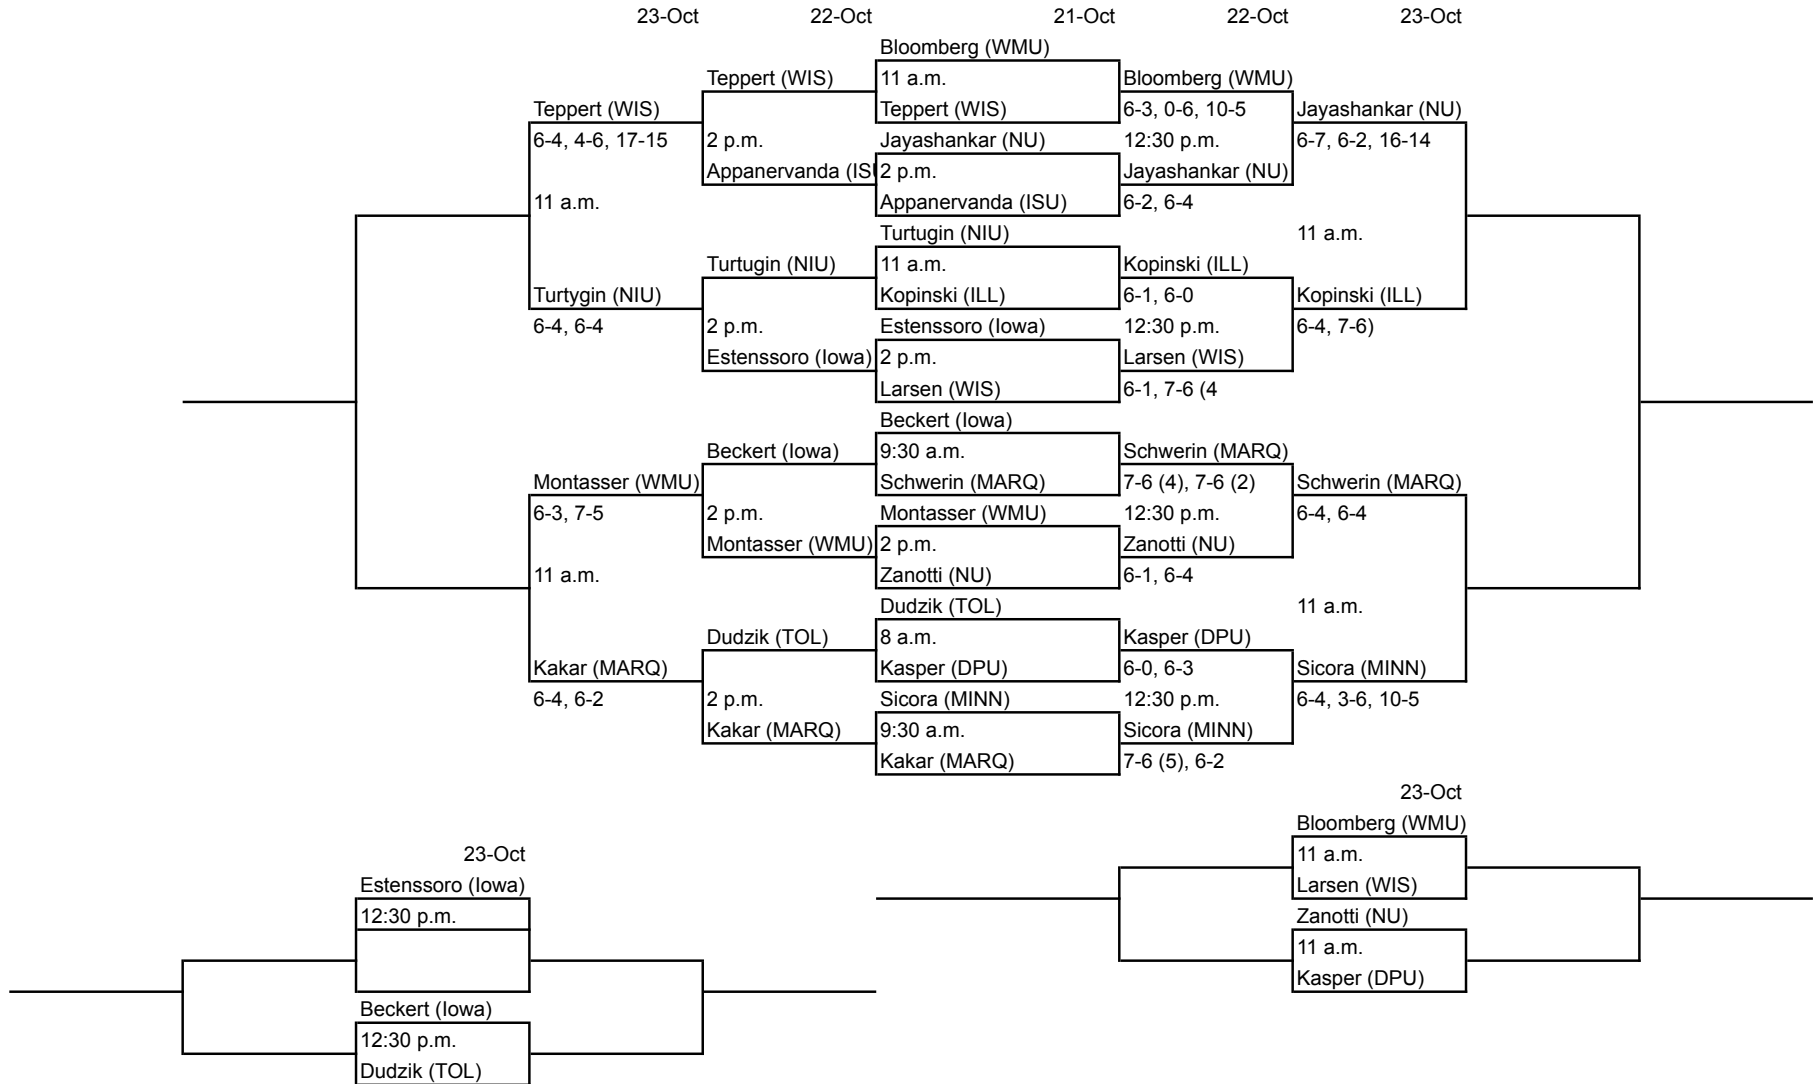 23-Oct 22-Oct 21-Oct 22-Oct 23-Oct
Bloomberg (WMU)
Teppert (WIS) 11 a.m. Bloomberg (WMU)
Teppert (WIS) Teppert (WIS) 6-3, 0-6, 10-5 Jayashankar (NU)
6-4, 4-6, 17-15 2 p.m. Jayashankar (NU) 12:30 p.m. 6-7, 6-2, 16-14
Appanervanda (ISU 2 p.m. Jayashankar (NU)
11 a.m. Appanervanda (ISU) 6-2, 6-4
Turtugin (NIU) 11 a.m.
Turtugin (NIU) 11 a.m. Kopinski (ILL)
Turtygin (NIU) Kopinski (ILL) 6-1, 6-0 Kopinski (ILL)
6-4, 6-4 2 p.m. Estenssoro (Iowa) 12:30 p.m. 6-4, 7-6)
Estenssoro (Iowa) 2 p.m. Larsen (WIS)
Larsen (WIS) 6-1, 7-6 (4
Beckert (Iowa)
Beckert (Iowa) 9:30 a.m. Schwerin (MARQ)
Montasser (WMU) Schwerin (MARQ) 7-6 (4), 7-6 (2) Schwerin (MARQ)
6-3, 7-5 2 p.m. Montasser (WMU) 12:30 p.m. 6-4, 6-4
Montasser (WMU) 2 p.m. Zanotti (NU)
11 a.m. Zanotti (NU) 6-1, 6-4
Dudzik (TOL) 11 a.m.
Dudzik (TOL) 8 a.m. Kasper (DPU)
Kakar (MARQ) Kasper (DPU) 6-0, 6-3 Sicora (MINN)
6-4, 6-2 2 p.m. Sicora (MINN) 12:30 p.m. 6-4, 3-6, 10-5
Kakar (MARQ) 9:30 a.m. Sicora (MINN)
Kakar (MARQ) 7-6 (5), 6-2
23-Oct
Bloomberg (WMU)
23-Oct 11 a.m.
Estenssoro (Iowa) Larsen (WIS)
12:30 p.m. Zanotti (NU)
11 a.m.
Kasper (DPU)
Beckert (Iowa)
12:30 p.m.
Dudzik (TOL)